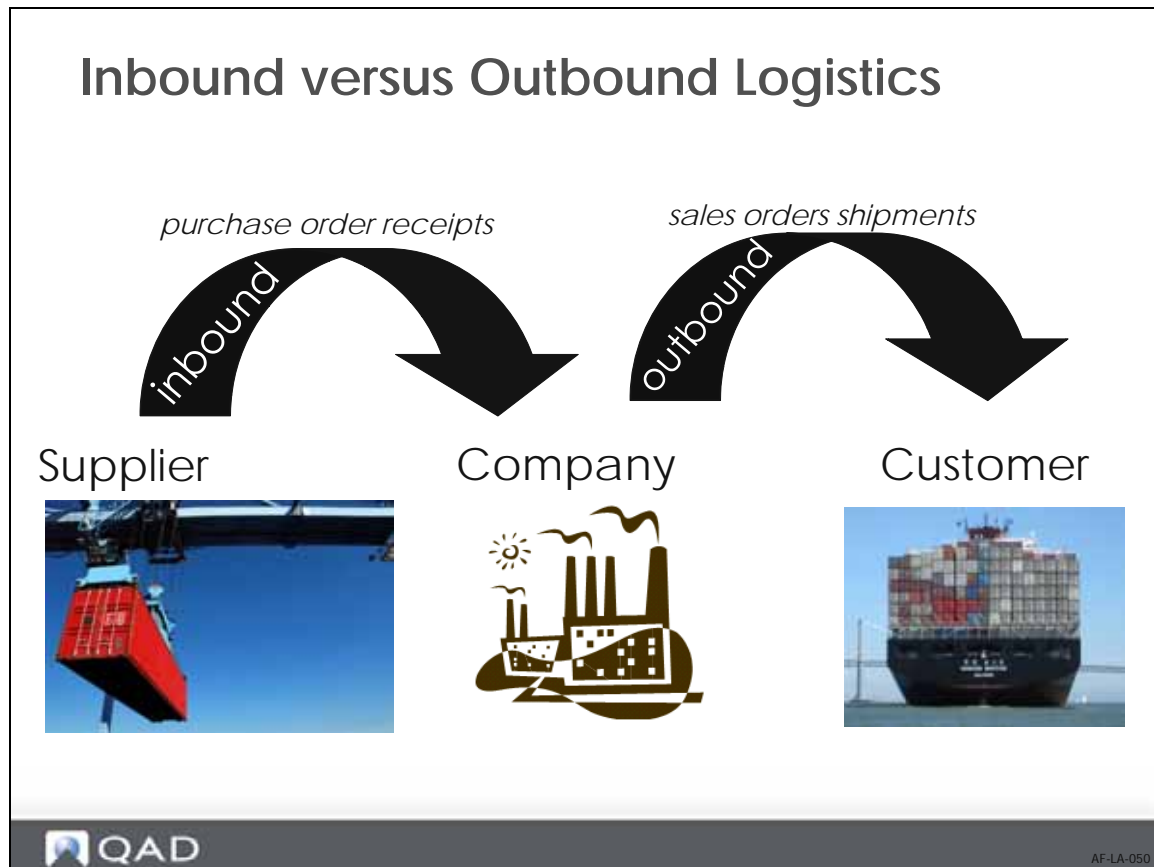 Inbound versus Outbound Logistics
purchase order receipts
sales orders shipments
inbound
outbound
Supplier
Company
Customer
QAD
AF-LA-050